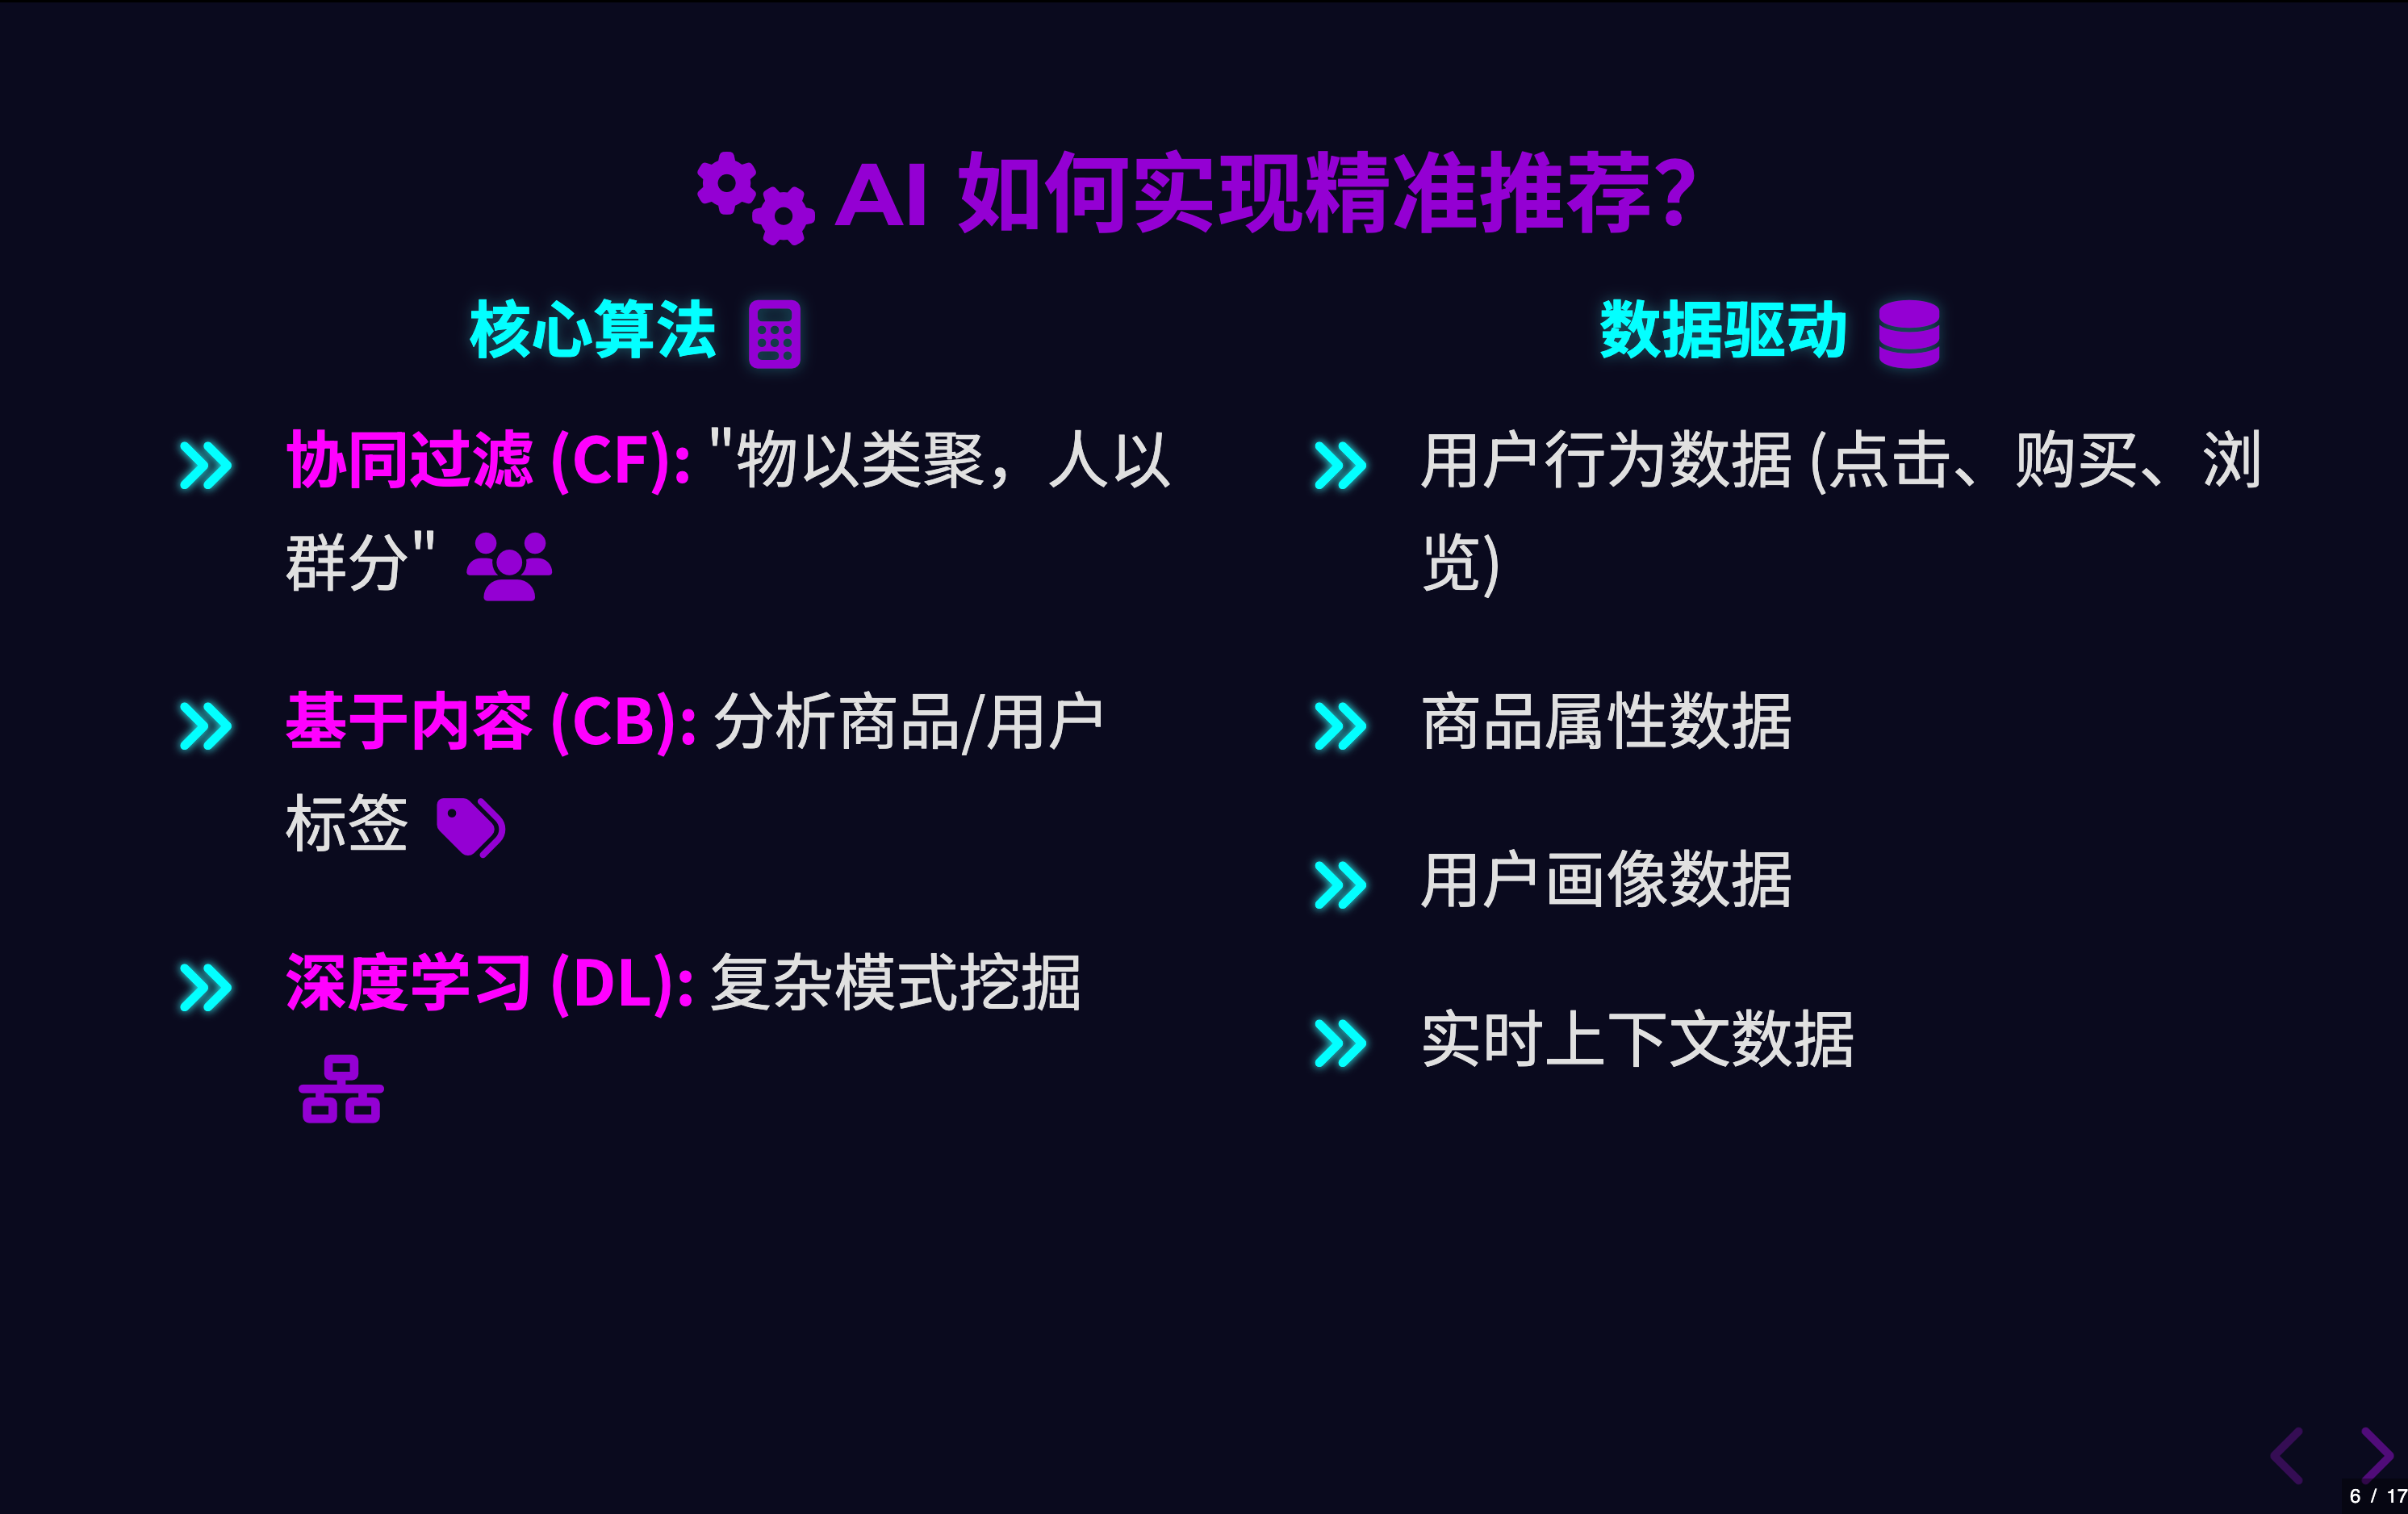 AI 如何实现精准推荐?
核心算法
协同过滤 (CF): "物以类聚，人以
群分"
基于内容 (CB): 分析商品/用户
标签
深度学习 (DL): 复杂模式挖掘
数据驱动
用户行为数据 (点击、购买、浏
览)
商品属性数据
用户画像数据
实时上下文数据
6 / 17